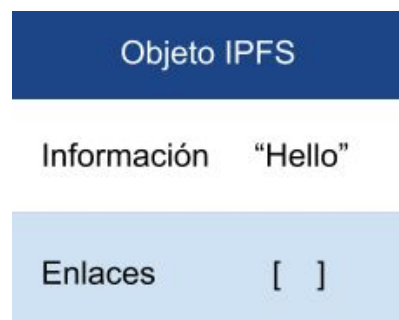 Objeto IPFS
Información “Hello”
Enlaces [ ]